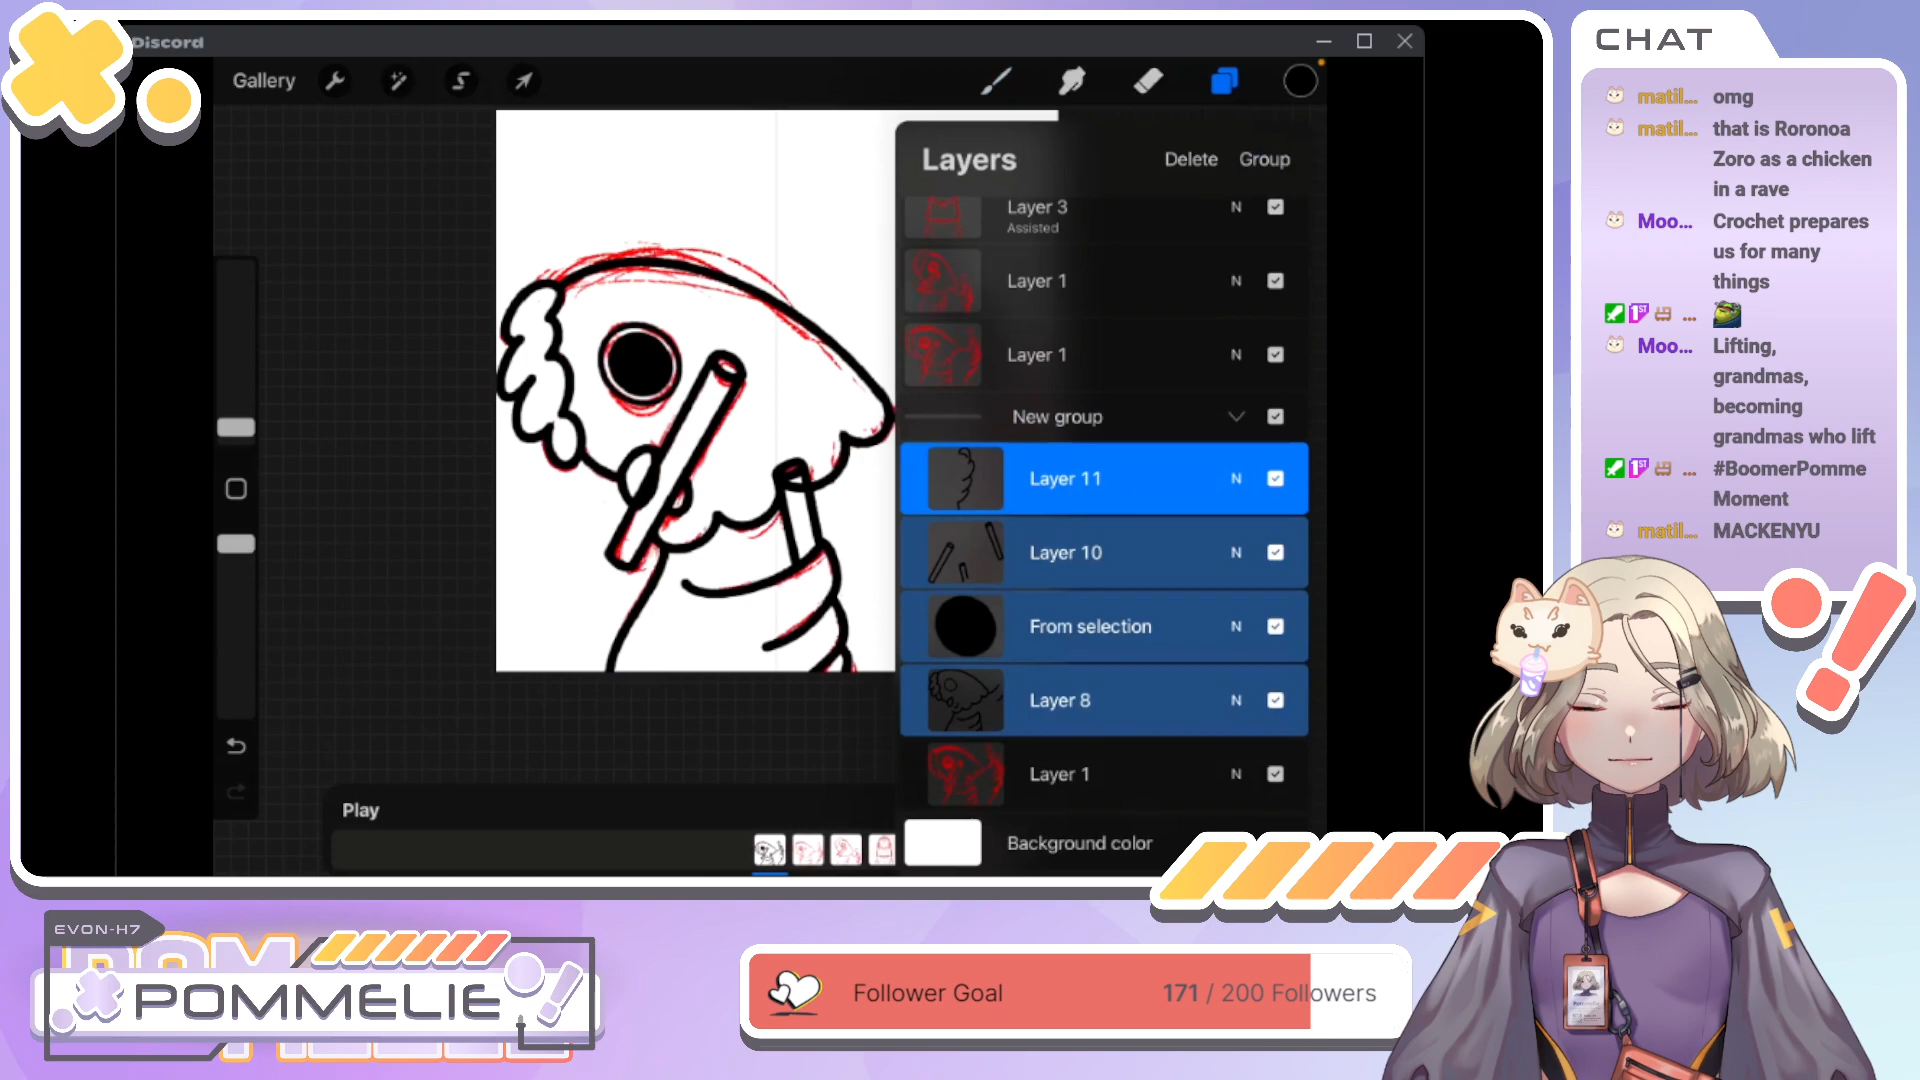 Discord
Gallery
Layers
Delete
Group
Layer 3
N
Assisted
Layer 1
N
Layer 1
N
New group
Layer 11
N
Layer 10
N
From selection
N
Layer 8
N
Layer 1
N
Background color
Play
CHAT
matil... omg
matil... that is Roronoa
Zoro as a chicken
in a rave
Moo... Crochet prepares
us for many
things
...
Moo... Lifting,
grandmas,
becoming
grandmas who lift
... #BoomerPomme
Moment
matil... MACKENYU
EVON-H7
POMMELIE
Follower Goal
171 / 200 Followers